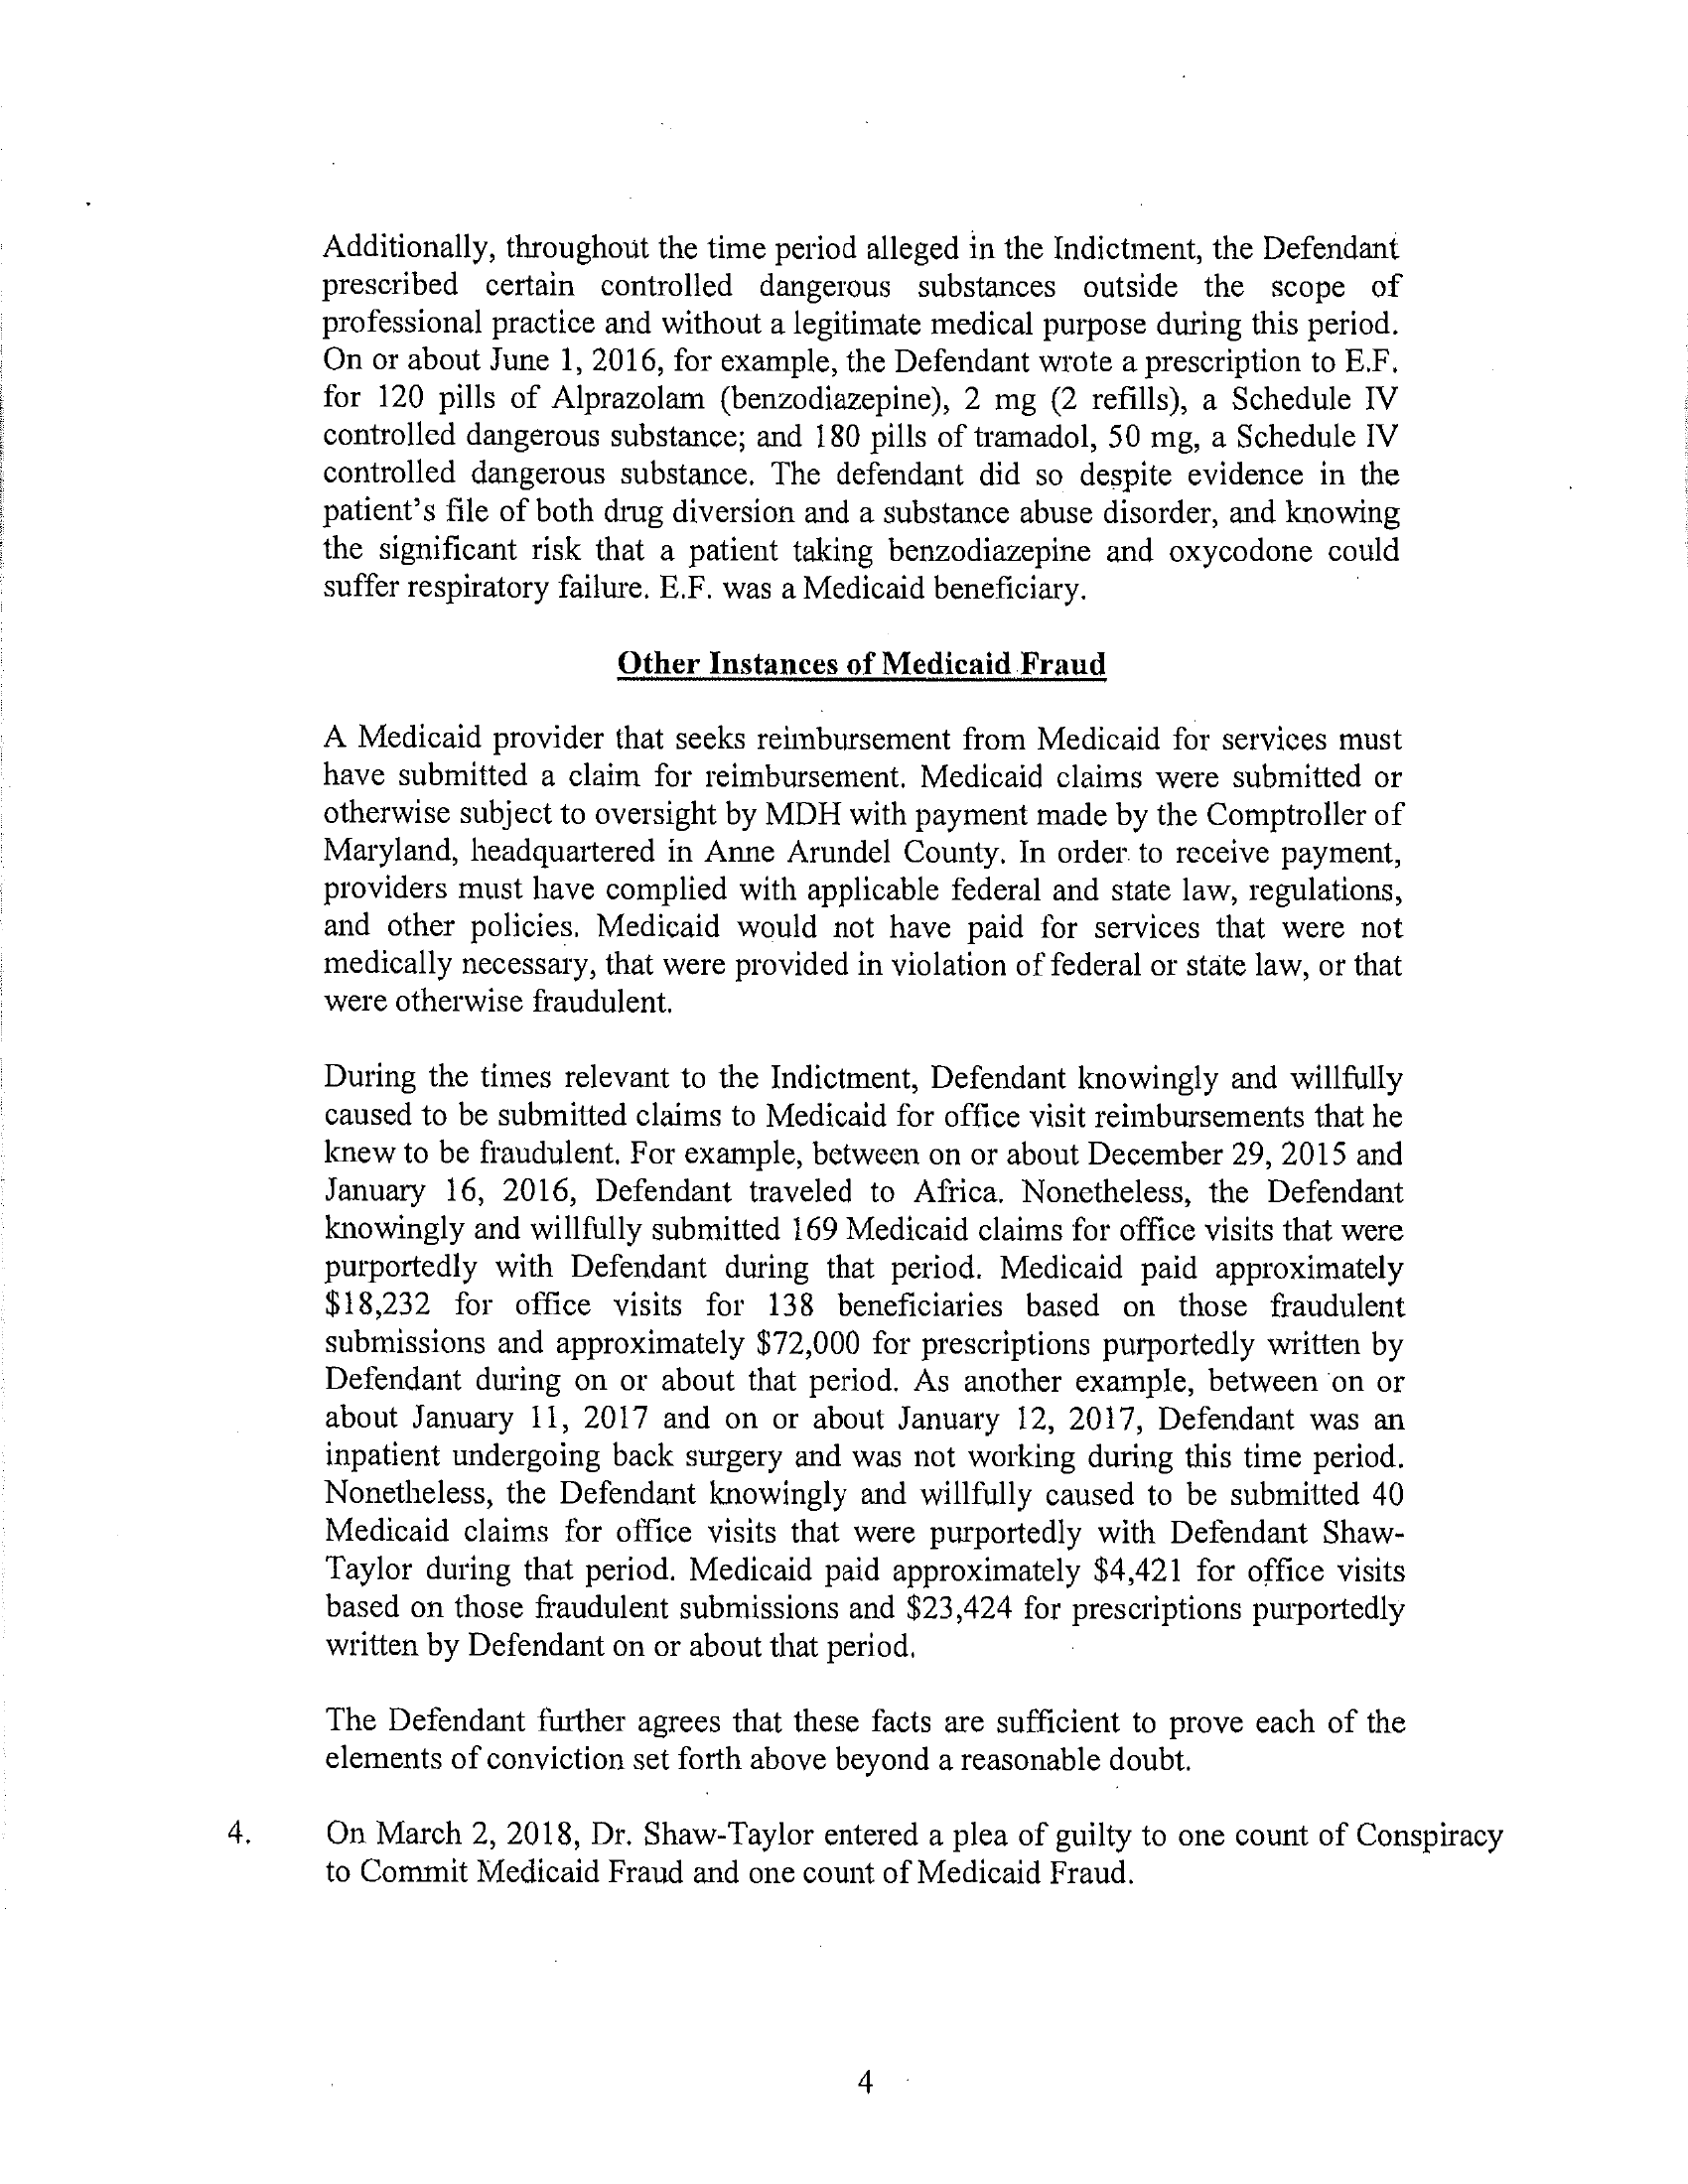 Additionally, throughout the time period alleged in the Indictment, the Defendant
prescribed certain controlled dangerous substances outside the scope of
professional practice and without a legitimate medical purpose during this period.
On or about June 1, 2016, for example, the Defendant wrote a prescription to E.F.
for 120 pills of Alprazolam (benzodiazepine), 2 mg (2 refills), a Schedule IV
controlled dangerous substance; and 180 pills of tramadol, 50 mg, a Schedule IV
controlled dangerous substance. The defendant did so despite evidence in the
patient's file of both drug diversion and a substance abuse disorder, and knowing
the significant risk that a patient taking benzodiazepine and oxycodone could
suffer respiratory failure. E.F. was a Medicaid beneficiary.
Other Instances of Medicaid Fraud
A Medicaid provider that seeks reimbursement from Medicaid for services must
have submitted a claim for reimbursement. Medicaid claims were submitted or
otherwise subject to oversight by MDH with payment made by the Comptroller of
Maryland, headquartered in Anne Arundel County. In order to receive payment,
providers must have complied with applicable federal and state law, regulations,
and other policies. Medicaid would not have paid for services that were not
medically necessary, that were provided in violation of federal or state law, or that
were otherwise fraudulent.
During the times relevant to the Indictment, Defendant knowingly and willfully
caused to be submitted claims to Medicaid for office visit reimbursements that he
knew to be fraudulent. For example, between on or about December 29, 2015 and
January 16, 2016, Defendant traveled to Africa. Nonetheless, the Defendant
knowingly and willfully submitted 169 Medicaid claims for office visits that were
purportedly with Defendant during that period. Medicaid paid approximately
$18,232 for office visits for 138 beneficiaries based on those fraudulent
submissions and approximately $72,000 for prescriptions purportedly written by
Defendant during on or about that period. As another example, between on or
about January 11, 2017 and on or about January 12, 2017, Defendant was an
inpatient undergoing back surgery and was not working during this time period.
Nonetheless, the Defendant knowingly and willfully caused to be submitted 40
Medicaid claims for office visits that were purportedly with Defendant Shaw-
Taylor during that period. Medicaid paid approximately $4,421 for office visits
based on those fraudulent submissions and $23,424 for prescriptions purportedly
written by Defendant on or about that period.
The Defendant further agrees that these facts are sufficient to prove each of the
elements of conviction set forth above beyond a reasonable doubt.
4. On March 2, 2018, Dr. Shaw-Taylor entered a plea of guilty to one count of Conspiracy
to Commit Medicaid Fraud and one count of Medicaid Fraud.
4